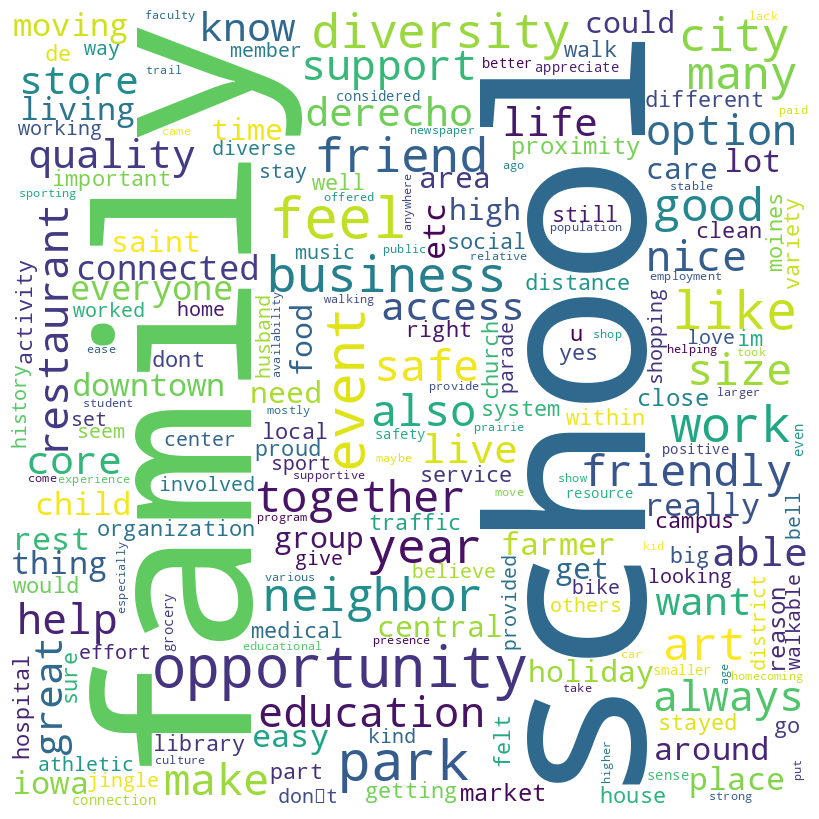 faculty
moving
know
diversity
city
lack
de
way
member
support
could
many
walk
better
appreciate
trail
store
considered
derecho
life
different
living
working
time
came
newspaper
option
paid
quality
diverse
friend
proximity
ago
care
lot
sporting
important
stay
well
area
offered
anywhere
etc
high
still
stable
good
clean
population
restaurant
saint
feel
music
social
public
relative
nice
moines
variety
connected
business
distance
employment
everyone
walking
access
like
activity
worked
home
husband
availability
food
right
church
parade
u
shop
shopping
love
im
ease
dont
event
safe
yes
helping
took
history
downtown
need
also
system
close
size
student
set
seem
center
local
within
larger
proud
safety
prairie
work
even
core
sport
live
maybe
provide
positive
mostly
come
experience
involved
supportive
service
show
resource
friendly
family
school
child
together
move
really
organization
program
traffic
campus
bell
rest
group
year
farmer
kid
thing
give
get
big
able
would
especially
various
believe
looking
bike
neighbor
provided
others
want
district
reason
walkable
help
grocery
medical
central
effort
educational
presence
art
car
great
sure
opportunity
holiday
smaller
age
homecoming
hospital
education
take
always
library
easy
kind
felt
stayed
go
athletic
culture
part
park
around
higher
sense
place
put
iowa
jingle
make
getting
market
house
connection
strong